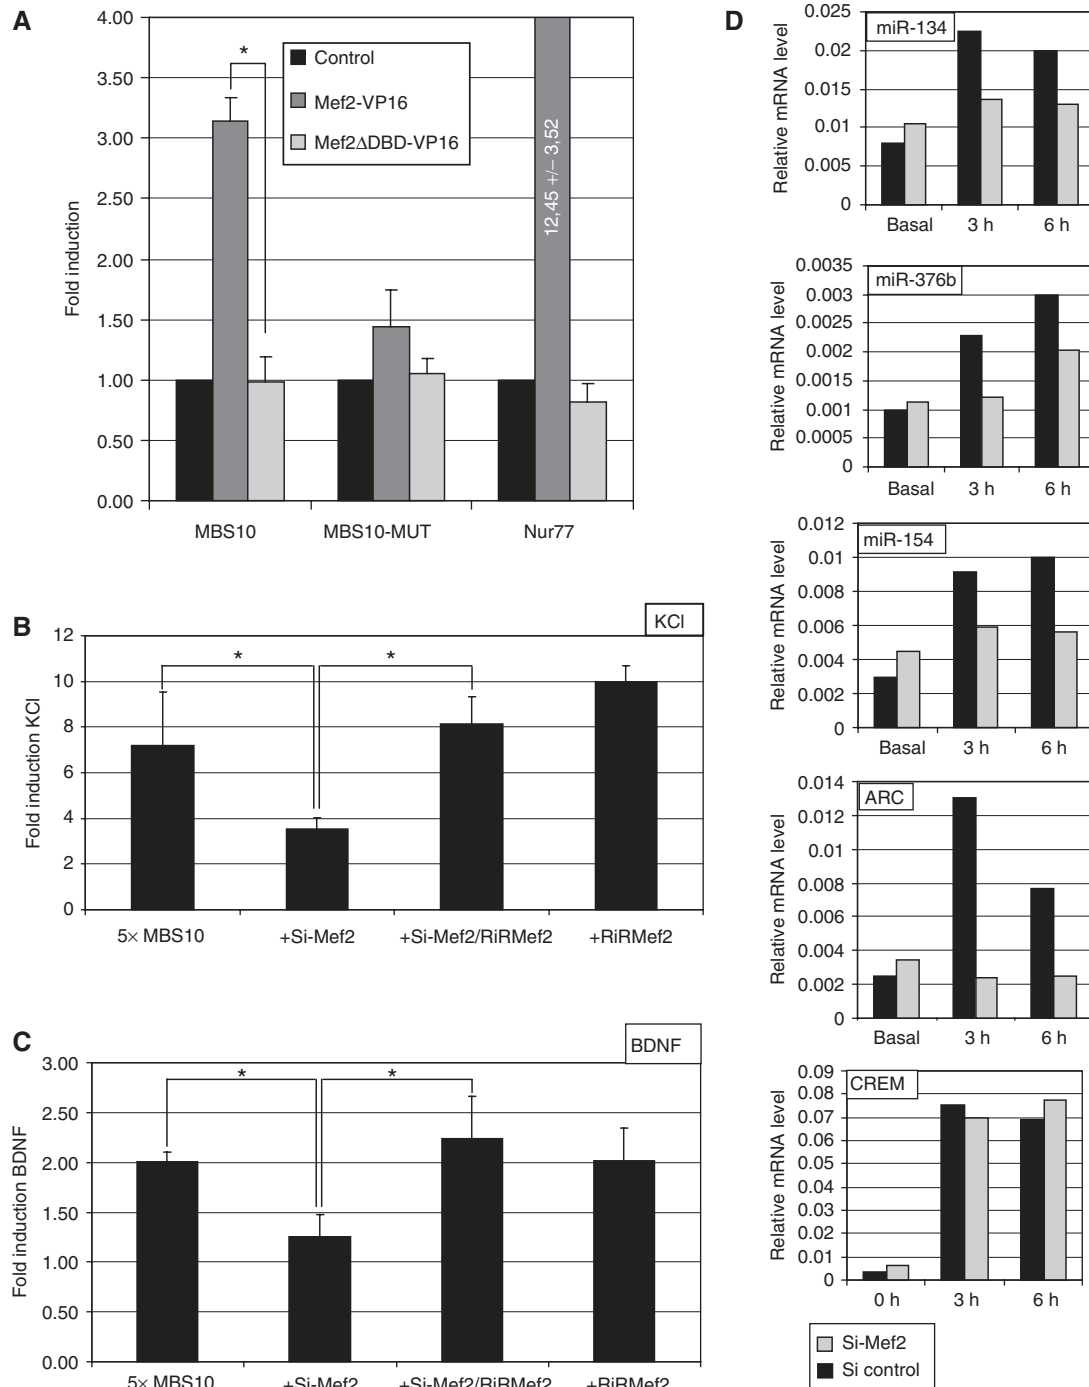 A
Fold induction
4.00
3.50
3.00
2.50
2.00
1.50
1.00
0.50
0.00
*
Control
Mef2-VP16
Mef2ΔDBD-VP16
12,45 +/− 3,52
MBS10
MBS10-MUT
Nur77
B
KCl
Fold induction KCl
12
10
8
6
4
2
0
*
*
5× MBS10
+Si-Mef2
+Si-Mef2/RiRMef2
+RiRMef2
C
BDNF
Fold induction BDNF
3.00
2.50
2.00
1.50
1.00
0.50
0.00
*
*
5× MBS10
+Si-Mef2
+Si-Mef2/RiRMef2
+RiRMef2
D
miR-134
Relative mRNA level
0.025
0.02
0.015
0.01
0.005
0
Basal
3 h
6 h
miR-376b
Relative mRNA level
0.0035
0.003
0.0025
0.002
0.0015
0.001
0.0005
0
Basal
3 h
6 h
miR-154
Relative mRNA level
0.012
0.01
0.008
0.006
0.004
0.002
0
Basal
3 h
6 h
ARC
Relative mRNA level
0.014
0.012
0.01
0.008
0.006
0.004
0.002
0
Basal
3 h
6 h
CREM
Relative mRNA level
0.09
0.08
0.07
0.06
0.05
0.04
0.03
0.02
0.01
0
0 h
3 h
6 h
Si-Mef2
Si control